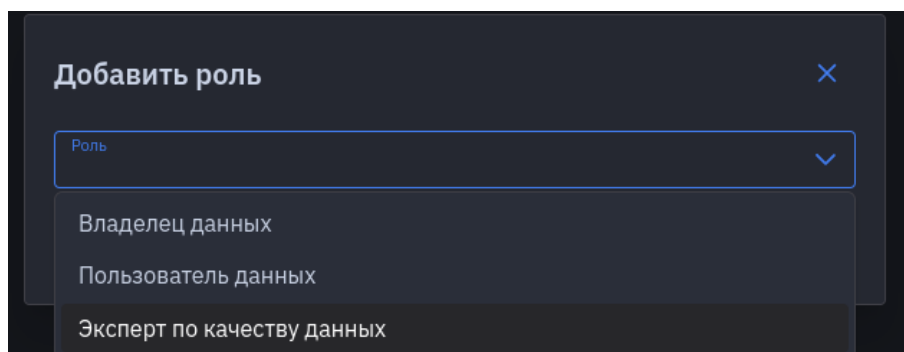 Добавить роль
Роль
Владелец данных
Пользователь данных
Эксперт по качеству данных